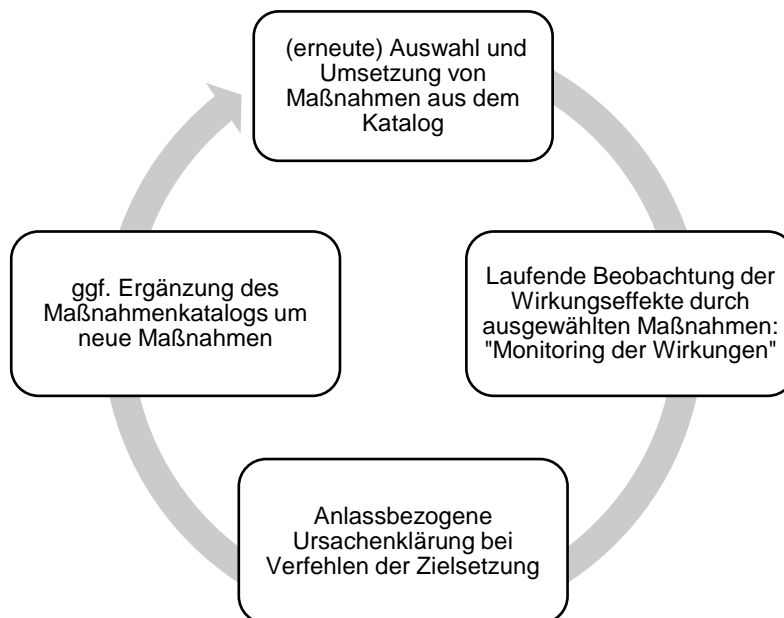 (erneute) Auswahl und
Umsetzung von
Maßnahmen aus dem
Katalog
Laufende Beobachtung der
Wirkungseffekte durch
ausgewählten Maßnahmen:
"Monitoring der Wirkungen"
Anlassbezogene
Ursachenklärung bei
Verfehlen der Zielsetzung
ggf. Ergänzung des
Maßnahmenkatalogs um
neue Maßnahmen